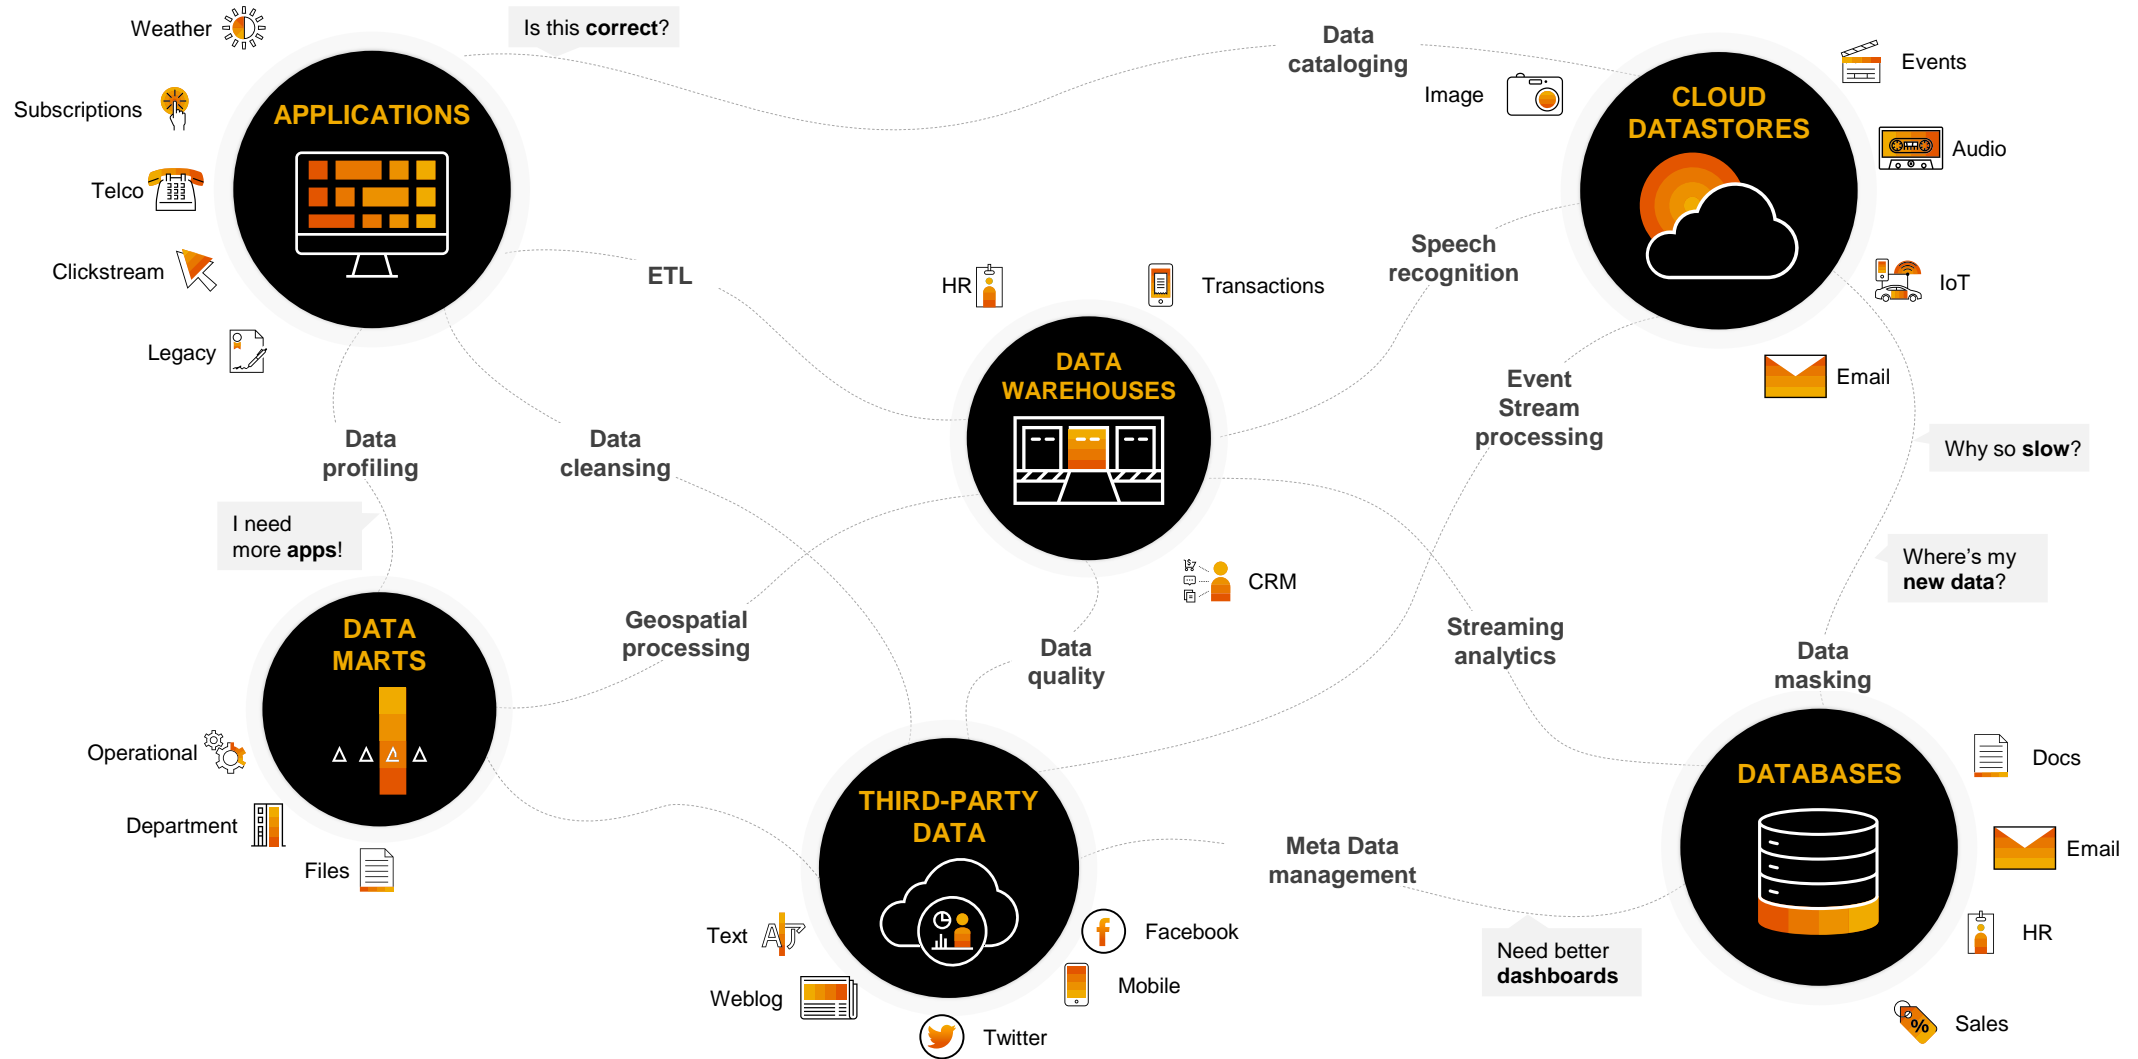 Weather
Is this correct?
Data
cataloging
Events
Subscriptions
APPLICATIONS
Image
CLOUD
DATASTORES
Audio
Telco
Clickstream
ETL
HR
Transactions
Speech
recognition
IoT
Legacy
DATA
WAREHOUSES
Event
Stream
processing
Email
Data
profiling
Data
cleansing
Why so slow?
I need
more apps!
Where's my
new data?
CRM
DATA
MARTS
Geospatial
processing
Data
quality
Streaming
analytics
Data
masking
Operational
Department
Files
THIRD-PARTY
DATA
Meta Data
management
DATABASES
Docs
Email
HR
Sales
%
Text
Weblog
Twitter
Facebook
Mobile
Need better
dashboards